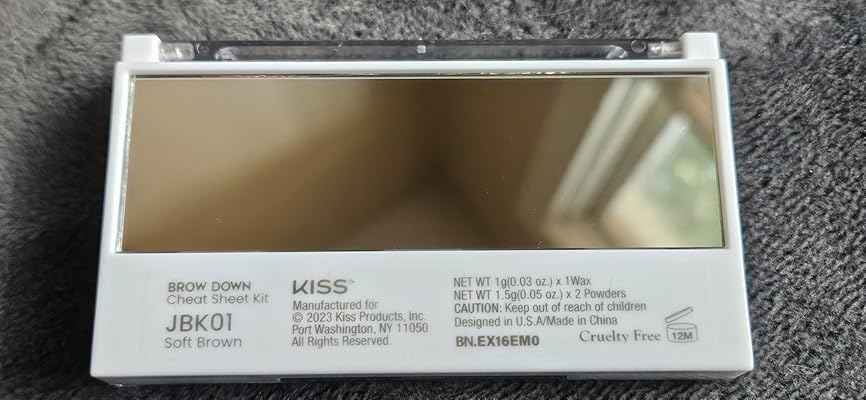 BROW DOWN
Cheat Sheet Kit
JBK01
Soft Brown
KISS™
Manufactured for
© 2023 Kiss Products, Inc.
Port Washington, NY 11050
All Rights Reserved
NET WT 1g(0.03 oz.) x 1Wax
NET WT 1.5g(0.05 oz.) x 2 Powders
CAUTION: Keep out of reach of children
Designed in U.S.A/Made in China
BN.EX16EM0
Cruelty Free
12M